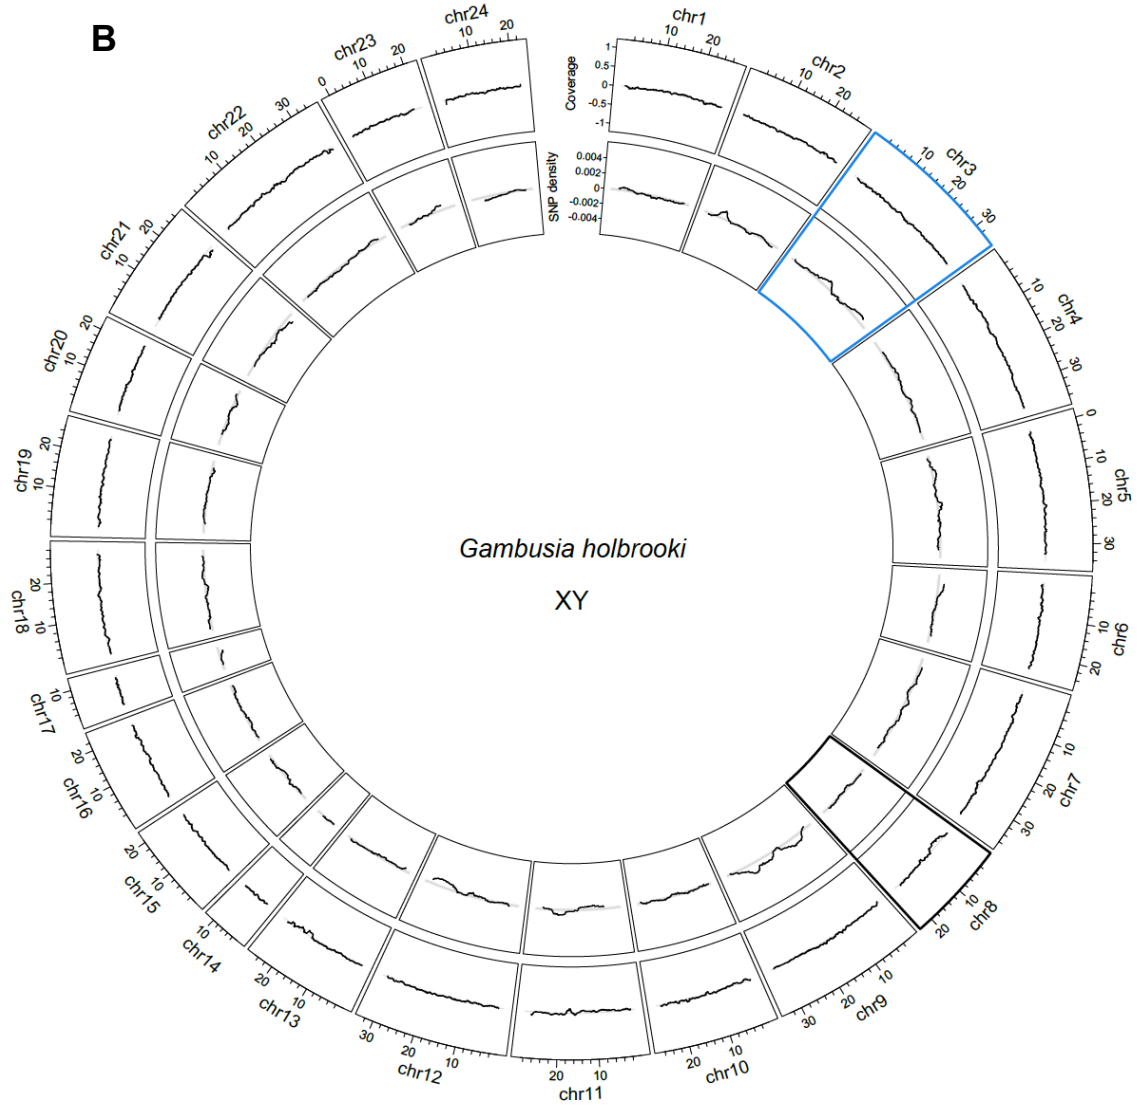 B
chr1
10
20
chr2
10
20
chr3
10
20
30
chr4
10
20
30
chr5
0
10
20
30
chr6
10
20
chr7
10
20
30
chr8
10
20
chr9
10
20
30
chr10
10
20
chr11
10
20
chr12
10
20
30
chr13
10
20
chr14
10
chr15
10
20
chr16
10
20
chr17
10
chr18
10
20
chr19
10
20
chr20
10
20
chr21
10
20
chr22
10
20
30
chr23
0
10
20
chr24
10
20
Coverage
1
0.5
0
-0.5
-1
SNP density
0.004
0.002
0
-0.002
-0.004
Gambusia holbrooki
XY